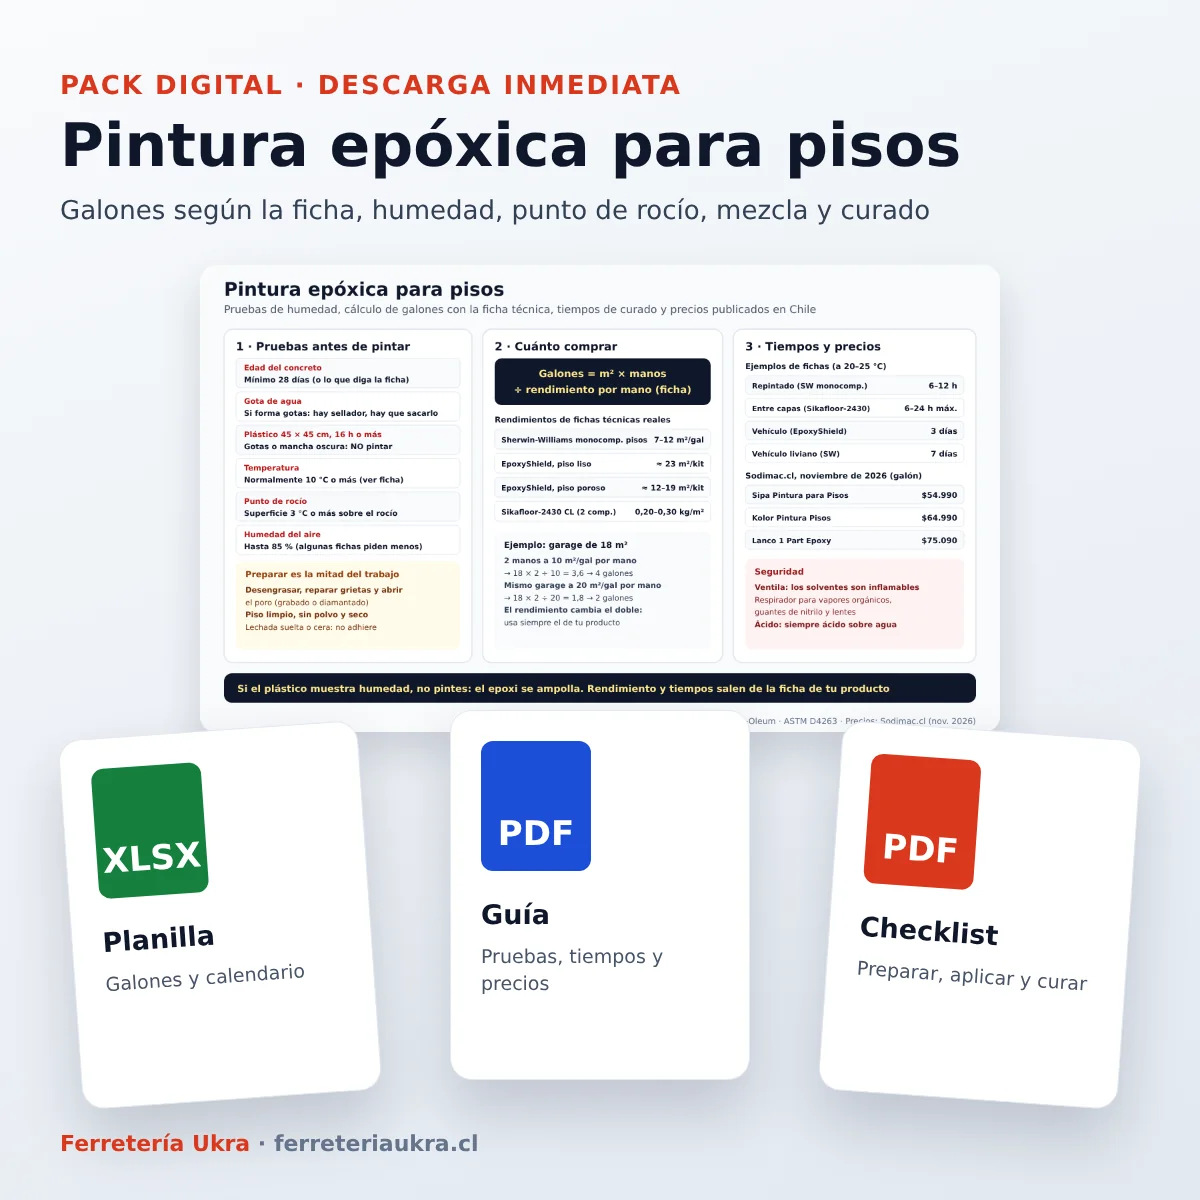 PACK DIGITAL · DESCARGA INMEDIATA
Pintura epóxica para pisos
Galones según la ficha, humedad, punto de rocío, mezcla y curado
Pintura epóxica para pisos
Pruebas de humedad, cálculo de galones con la ficha técnica, tiempos de curado y precios publicados en Chile
1 · Pruebas antes de pintar
Edad del concreto
Mínimo 28 días (o lo que diga la ficha)
Gota de agua
Si forma gotas: hay sellador, hay que sacarlo
Plástico 45 × 45 cm, 16 h o más
Gotas o mancha oscura: NO pintar
Temperatura
Normalmente 10 °C o más (ver ficha)
Punto de rocío
Superficie 3 °C o más sobre el rocío
Humedad del aire
Hasta 85 % (algunas fichas piden menos)
Preparar es la mitad del trabajo
Desengrasar, reparar grietas y abrir
el poro (grabado o diamantado)
Piso limpio, sin polvo y seco
Lechada suelta o cera: no adhiere
2 · Cuánto comprar
Galones = m² × manos
÷ rendimiento por mano (ficha)
Rendimientos de fichas técnicas reales
Sherwin-Williams monocomp. pisos 7–12 m²/gal
EpoxyShield, piso liso ≈ 23 m²/kit
EpoxyShield, piso poroso ≈ 12–19 m²/kit
Sikafloor-2430 CL (2 comp.) 0,20–0,30 kg/m²
Ejemplo: garage de 18 m²
2 manos a 10 m²/gal por mano
→ 18 × 2 ÷ 10 = 3,6 → 4 galones
Mismo garage a 20 m²/gal por mano
→ 18 × 2 ÷ 20 = 1,8 → 2 galones
El rendimiento cambia el doble:
usa siempre el de tu producto
3 · Tiempos y precios
Ejemplos de fichas (a 20–25 °C)
Repintado (SW monocomp.) 6–12 h
Entre capas (Sikafloor-2430) 6–24 h máx.
Vehículo (EpoxyShield) 3 días
Vehículo liviano (SW) 7 días
Sodimac.cl, noviembre de 2026 (galón)
Sipa Pintura para Pisos $54.990
Kolor Pintura Pisos $64.990
Lanco 1 Part Epoxy $75.090
Seguridad
Ventila: los solventes son inflamables
Respirador para vapores orgánicos,
guantes de nitrilo y lentes
Ácido: siempre ácido sobre agua
Si el plástico muestra humedad, no pintes: el epoxi se ampolla. Rendimiento y tiempos salen de la ficha de tu producto
-Oleum · ASTM D4263 · Precios: Sodimac.cl (nov. 2026)
XLSX
Planilla
Galones y calendario
PDF
Guía
Pruebas, tiempos y
precios
PDF
Checklist
Preparar, aplicar y curar
Ferretería Ukra · ferreteriaukra.cl